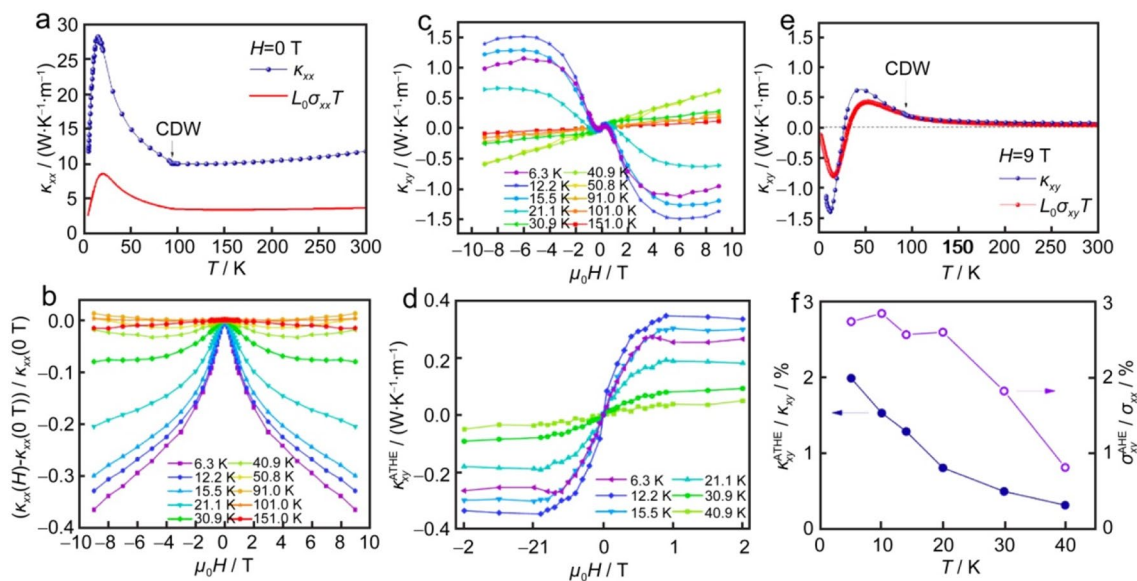 a
30
25
20
15
10
5
0
κxx / (W·K⁻¹·m⁻¹)
H=0 T
κxx
L₀σxxT
CDW
0 50 100 150 200 250 300
T / K
c
1.5
1.0
0.5
0.0
−0.5
−1.0
−1.5
κxy / (W·K⁻¹·m⁻¹)
6.3 K 40.9 K
12.2 K 50.8 K
15.5 K 91.0 K
21.1 K 101.0 K
30.9 K 151.0 K
−10 −8 −6 −4 −2 0 2 4 6 8 10
μ₀H / T
e
1.5
1.0
0.5
0.0
−0.5
−1.0
−1.5
κxy / (W·K⁻¹·m⁻¹)
CDW
H=9 T
κxy
L₀σxyT
0 50 100 150 200 250 300
T / K
b
0.0
−0.1
−0.2
−0.3
−0.4
(κxx(H)-κxx(0 T)) / κxx(0 T)
6.3 K 40.9 K
12.2 K 50.8 K
15.5 K 91.0 K
21.1 K 101.0 K
30.9 K 151.0 K
−10 −8 −6 −4 −2 0 2 4 6 8 10
μ₀H / T
d
0.4
0.2
0.0
−0.2
−0.4
κxy^ATHE / (W·K⁻¹·m⁻¹)
6.3 K 21.1 K
12.2 K 30.9 K
15.5 K 40.9 K
−2 −21 0 1 2
μ₀H / T
f
3
2
1
0
κxy^ATHE / κxy / %
3
2
1
0
σxy^AHE / σxx / %
0 10 20 30 40
T / K